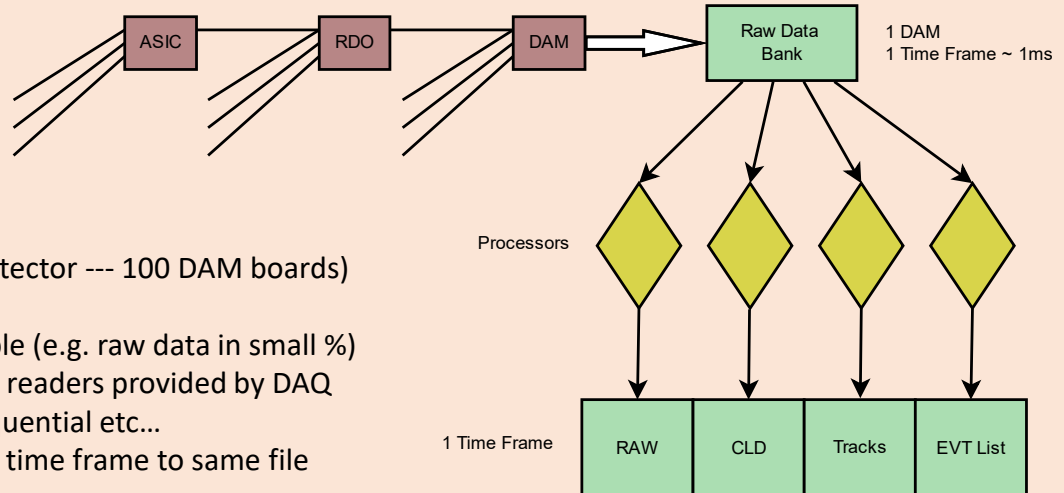 ASIC
RDO
DAM
Raw Data
Bank
1 DAM
1 Time Frame ~ 1ms
Processors
tector --- 100 DAM boards)
ple (e.g. raw data in small %)
readers provided by DAQ
quential etc…
time frame to same file
1 Time Frame
RAW
CLD
Tracks
EVT List